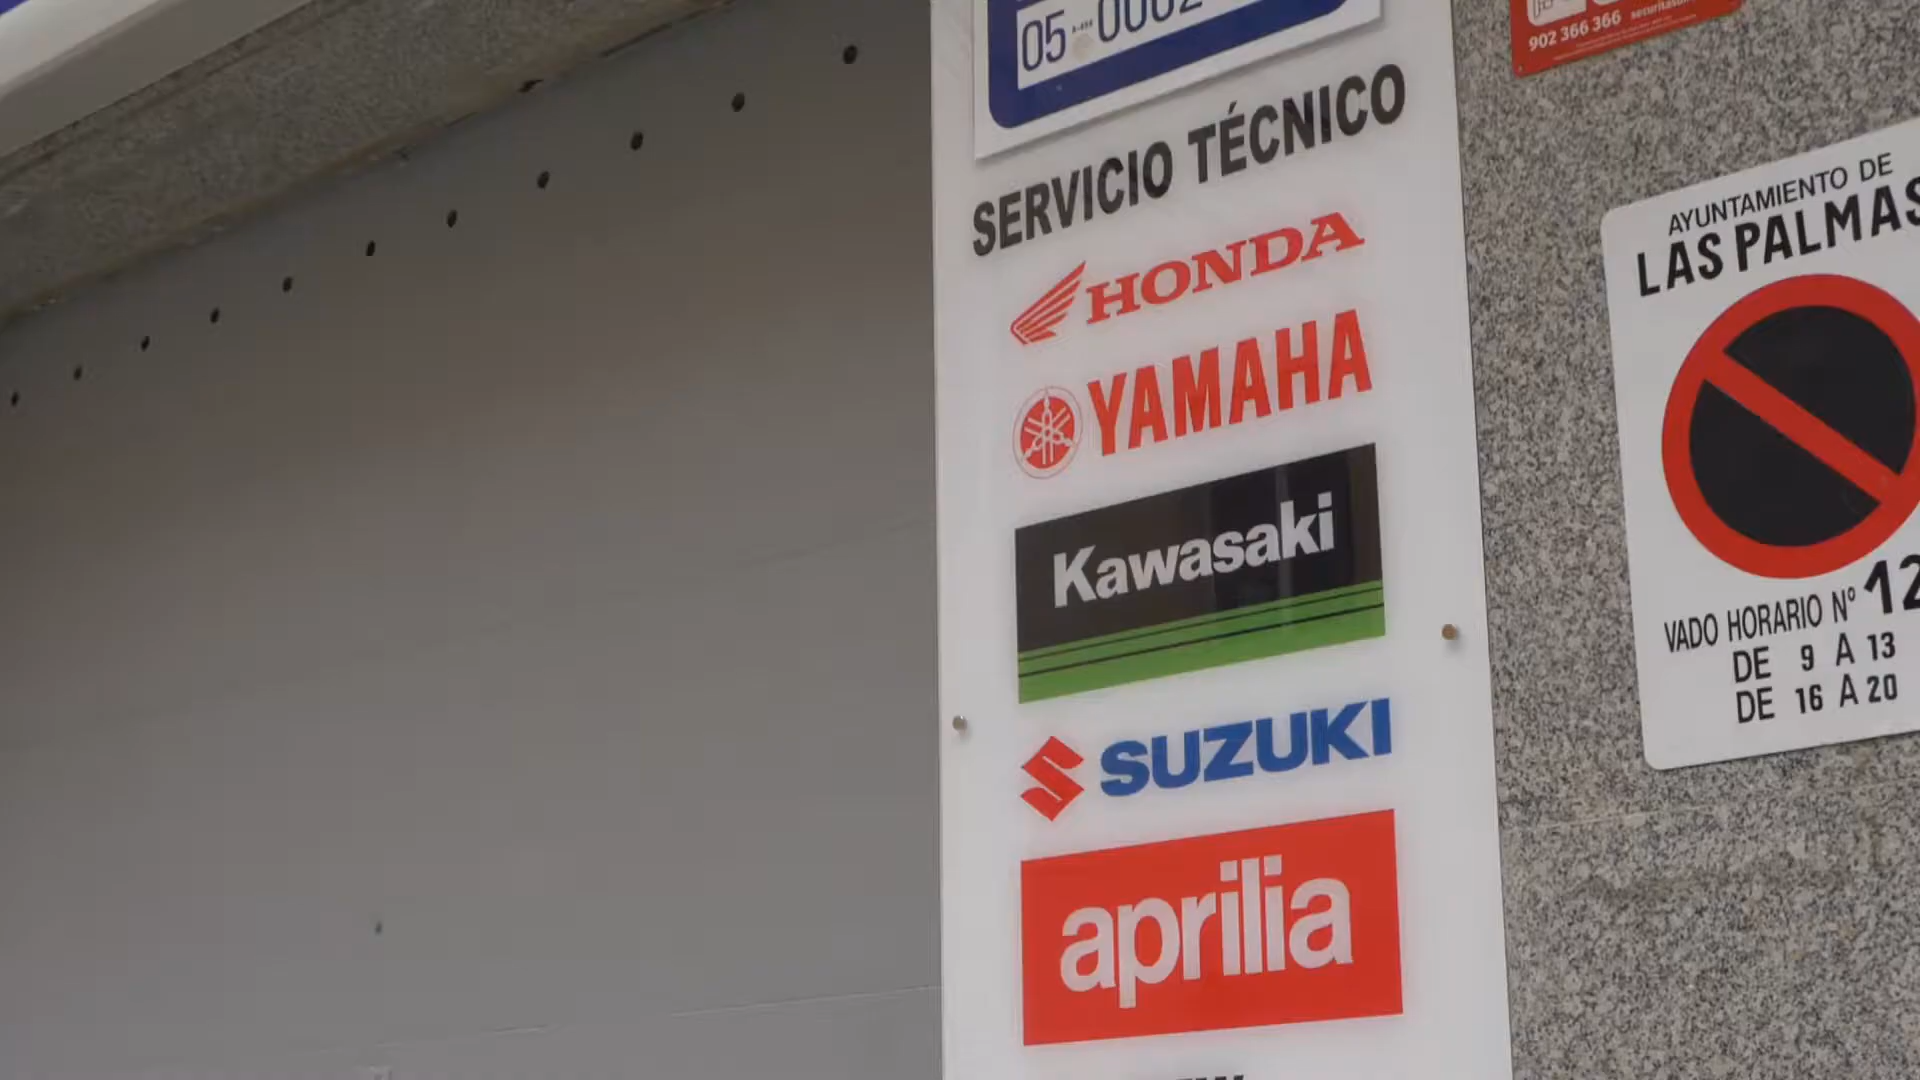 05
SERVICIO TÉCNICO
HONDA
YAMAHA
Kawasaki
SUZUKI
aprilia
902 366 366
AYUNTAMIENTO DE
LAS PALMAS
VADO HORARIO Nº 12
DE 9 A 13
DE 16 A 20